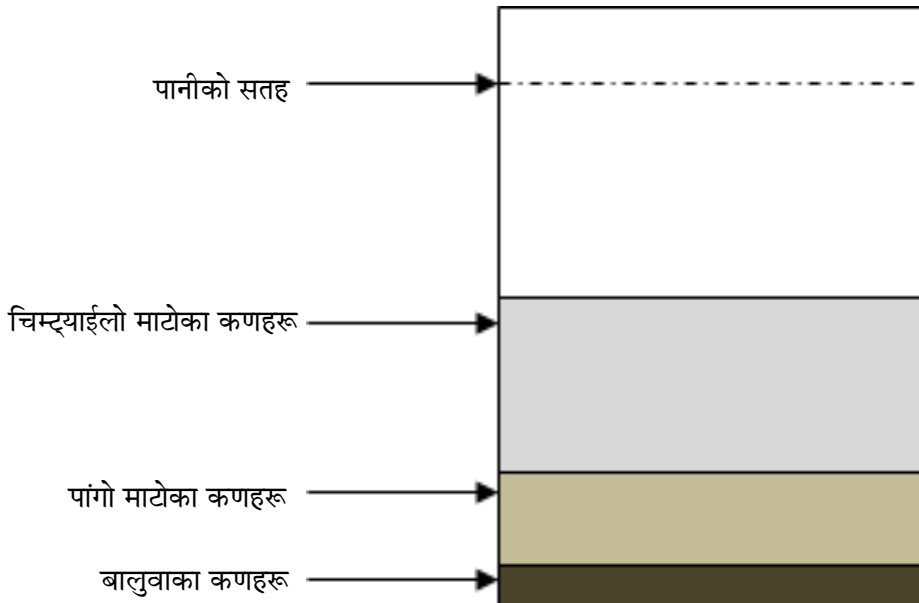 पानीको सतह
चिम्ट्याईलो माटोका कणहरू
पांगो माटोका कणहरू
बालुवाका कणहरू